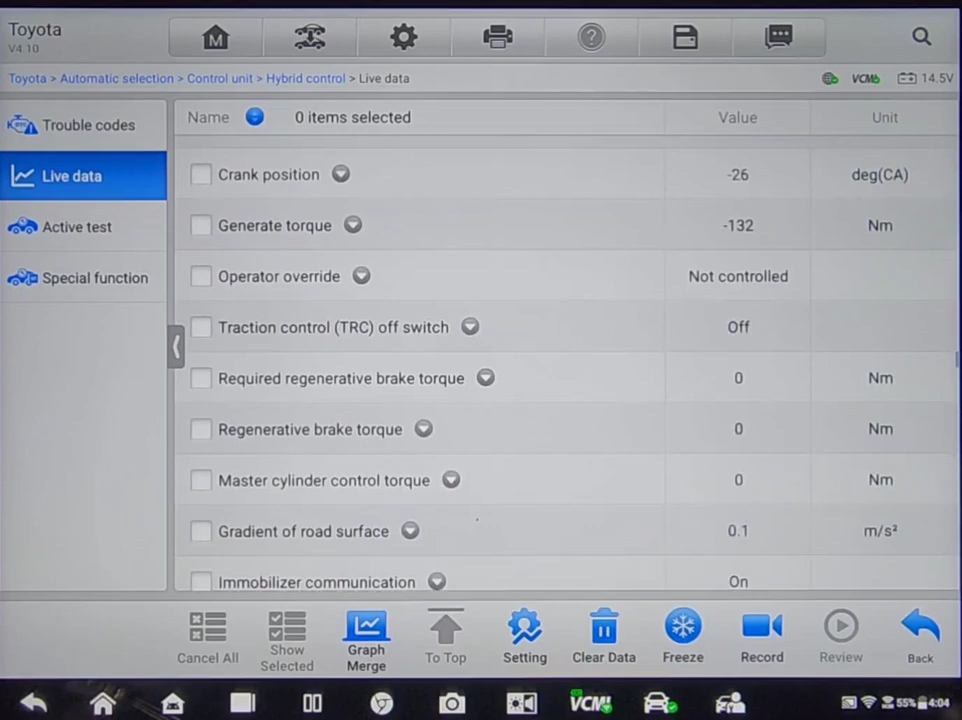 Toyota
V4.10
Toyota > Automatic selection > Control unit > Hybrid control > Live data
VCMI
14.5V
Trouble codes
Live data
Active test
Special function
Name 0 items selected Value Unit
Crank position -26 deg(CA)
Generate torque -132 Nm
Operator override Not controlled
Traction control (TRC) off switch Off
Required regenerative brake torque 0 Nm
Regenerative brake torque 0 Nm
Master cylinder control torque 0 Nm
Gradient of road surface 0.1 m/s²
Immobilizer communication On
Cancel All
Show Selected
Graph Merge
To Top
Setting
Clear Data
Freeze
Record
Review
Back
VCMI
55% 4:04